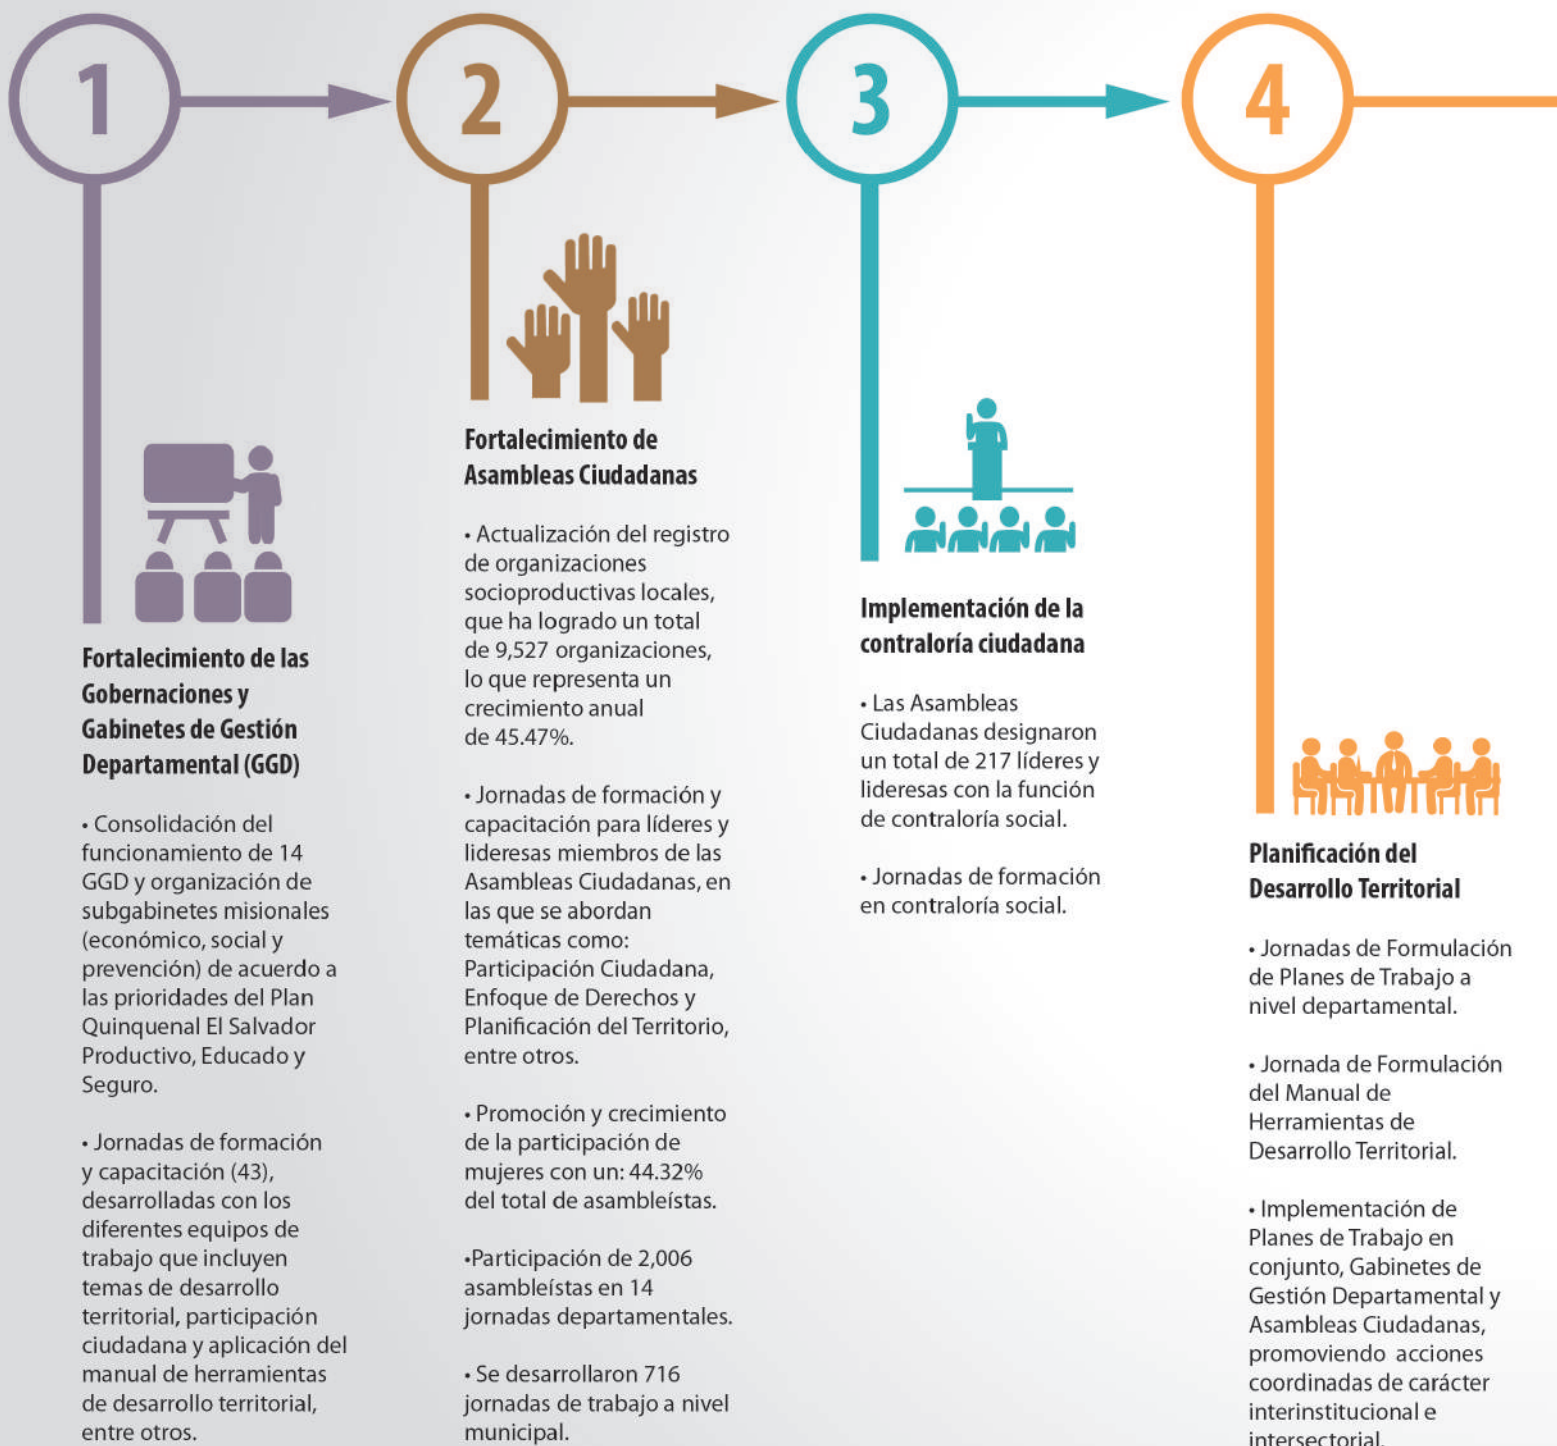 1
2
3
4
Fortalecimiento de las
Gobernaciones y
Gabinetes de Gestión
Departamental (GGD)
• Consolidación del
funcionamiento de 14
GGD y organización de
subgabinetes misionales
(económico, social y
prevención) de acuerdo a
las prioridades del Plan
Quinquenal El Salvador
Productivo, Educado y
Seguro.
• Jornadas de formación
y capacitación (43),
desarrolladas con los
diferentes equipos de
trabajo que incluyen
temas de desarrollo
territorial, participación
ciudadana y aplicación del
manual de herramientas
de desarrollo territorial,
entre otros.
Fortalecimiento de
Asambleas Ciudadanas
• Actualización del registro
de organizaciones
socioproductivas locales,
que ha logrado un total
de 9,527 organizaciones,
lo que representa un
crecimiento anual
de 45.47%.
• Jornadas de formación y
capacitación para líderes y
lideresas miembros de las
Asambleas Ciudadanas, en
las que se abordan
temáticas como:
Participación Ciudadana,
Enfoque de Derechos y
Planificación del Territorio,
entre otros.
• Promoción y crecimiento
de la participación de
mujeres con un: 44.32%
del total de asambleístas.
•Participación de 2,006
asambleístas en 14
jornadas departamentales.
• Se desarrollaron 716
jornadas de trabajo a nivel
municipal.
Implementación de la
contraloría ciudadana
• Las Asambleas
Ciudadanas designaron
un total de 217 líderes y
lideresas con la función
de contraloría social.
• Jornadas de formación
en contraloría social.
Planificación del
Desarrollo Territorial
• Jornadas de Formulación
de Planes de Trabajo a
nivel departamental.
• Jornada de Formulación
del Manual de
Herramientas de
Desarrollo Territorial.
• Implementación de
Planes de Trabajo en
conjunto, Gabinetes de
Gestión Departamental y
Asambleas Ciudadanas,
promoviendo acciones
coordinadas de carácter
interinstitucional e
intersectorial.